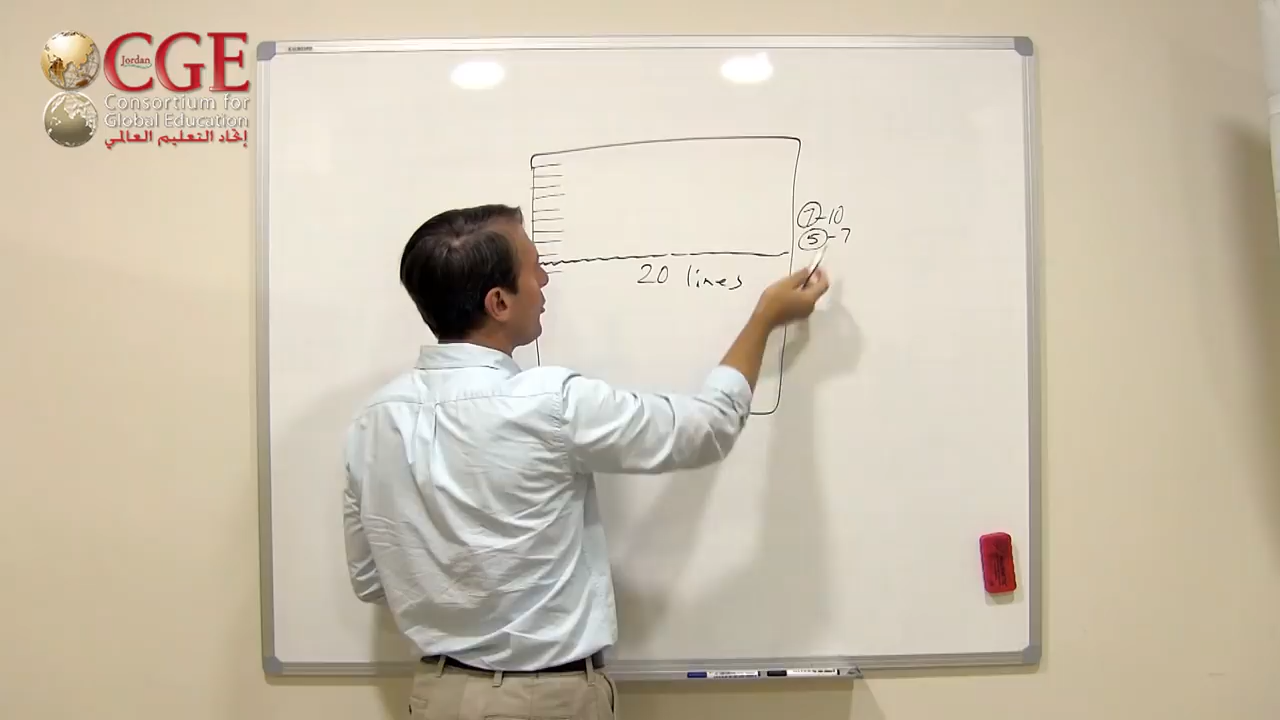 Jordan
CGE
Consortium for
Global Education
إتحاد التعليم العالمي
7-10
5-7
20 lines